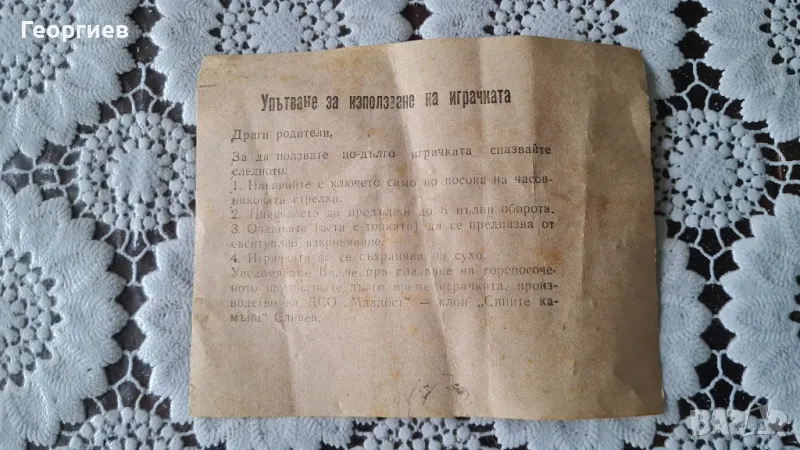 Георгиев
Упътване за използване на играчката
Драги родители,
За да ползвате по-дълго играчката спазвайте
следното:
1. Навивайте с ключето само по посока на часов-
никовата стрелка.
2. Навиването да продължи до 6 пълни оборота.
3. Опашката да се предпазва от
евентуално изкривяване.
4. Играчката да се съхранява на сухо.
Уведомяваме Ви, че при спазване на горепосоче-
ното ще ползвате дълго време играчката, произ-
водство на ДСО „Младост" — клон „Сините ка-
мъни" Сливен.